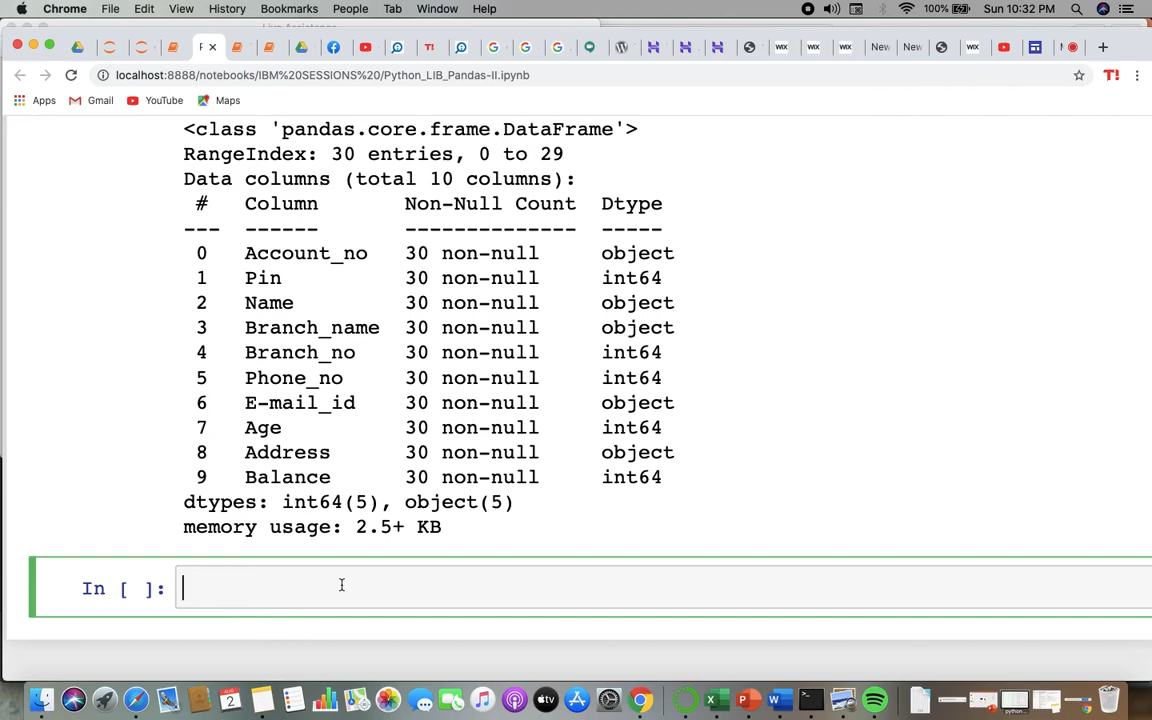 Chrome File Edit View History Bookmarks People Tab Window Help 100% Sun 10:32 PM
T! G G G WIX WIX WIX New New WIX
localhost:8888/notebooks/IBM%20SESSIONS%20/Python_LIB_Pandas-II.ipynb T!
Apps Gmail YouTube Maps
<class 'pandas.core.frame.DataFrame'>
RangeIndex: 30 entries, 0 to 29
Data columns (total 10 columns):
# Column Non-Null Count Dtype
--- ------ -------------- -----
0 Account_no 30 non-null object
1 Pin 30 non-null int64
2 Name 30 non-null object
3 Branch_name 30 non-null object
4 Branch_no 30 non-null int64
5 Phone_no 30 non-null int64
6 E-mail_id 30 non-null object
7 Age 30 non-null int64
8 Address 30 non-null object
9 Balance 30 non-null int64
dtypes: int64(5), object(5)
memory usage: 2.5+ KB
In [ ]: